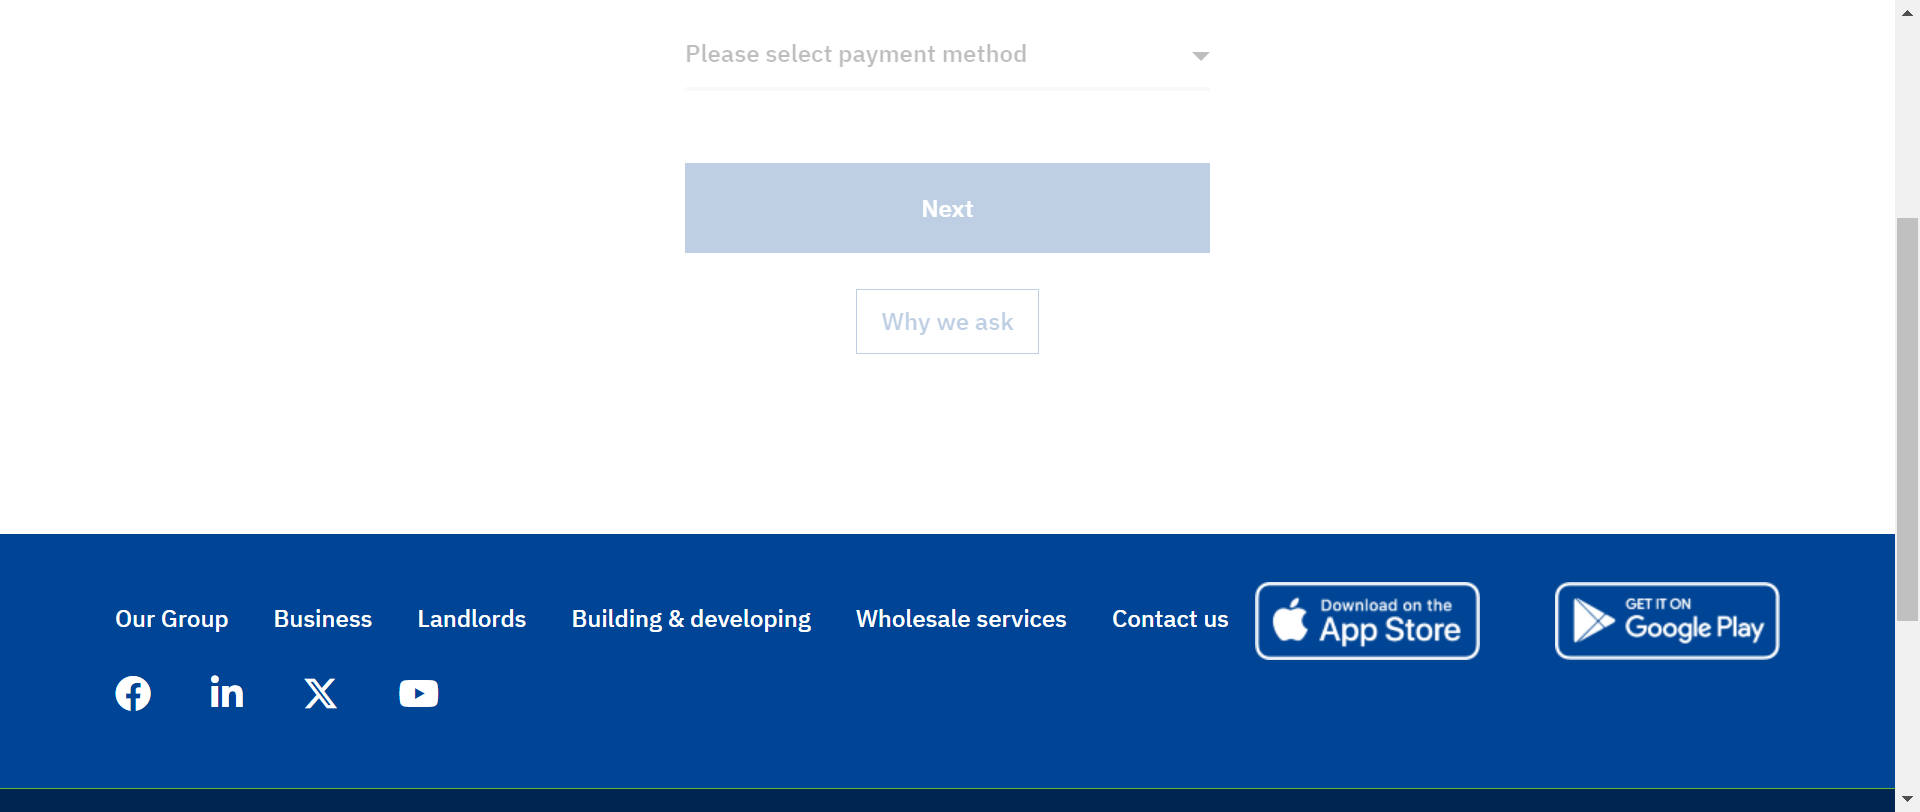 Please select payment method
Next
Why we ask
Our Group Business Landlords Building & developing Wholesale services Contact us
Download on the
App Store
GET IT ON
Google Play